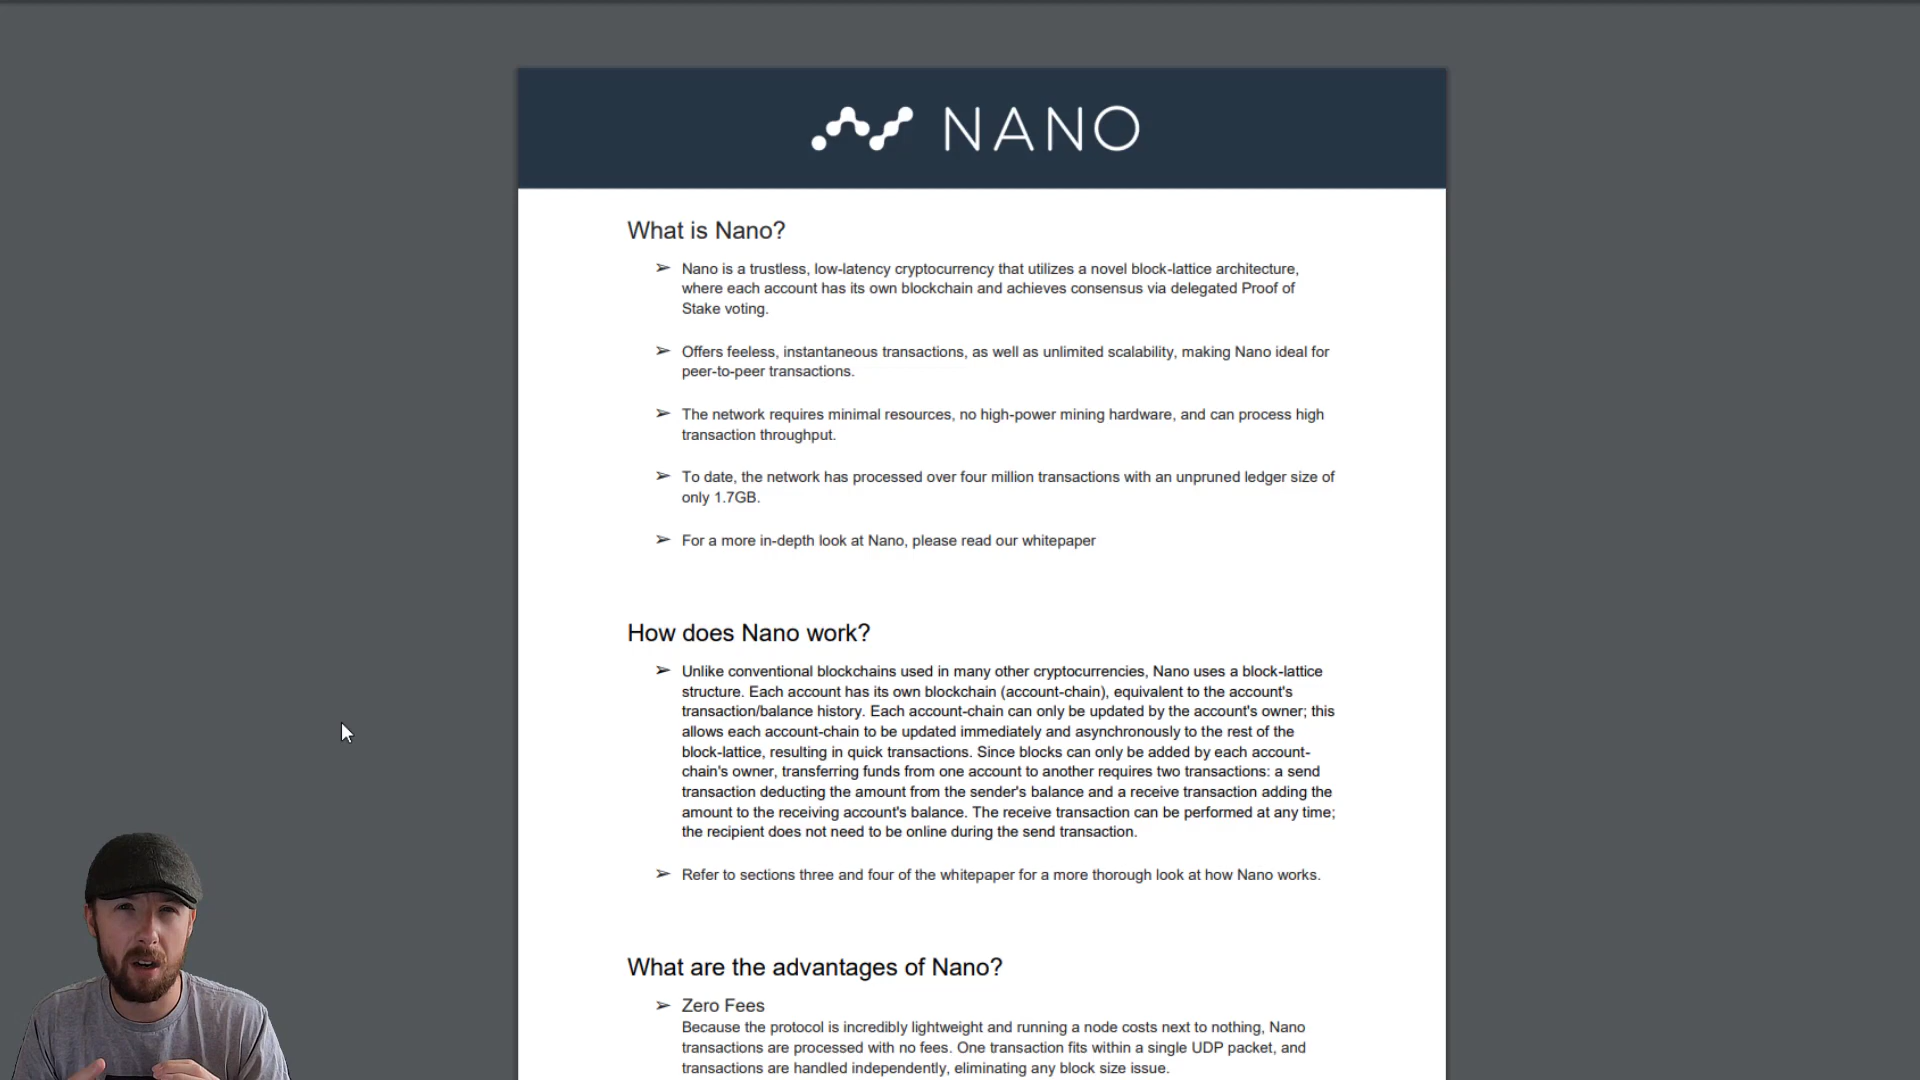 NANO
What is Nano?
➢ Nano is a trustless, low-latency cryptocurrency that utilizes a novel block-lattice architecture,
where each account has its own blockchain and achieves consensus via delegated Proof of
Stake voting.
➢ Offers feeless, instantaneous transactions, as well as unlimited scalability, making Nano ideal for
peer-to-peer transactions.
➢ The network requires minimal resources, no high-power mining hardware, and can process high
transaction throughput.
➢ To date, the network has processed over four million transactions with an unpruned ledger size of
only 1.7GB.
➢ For a more in-depth look at Nano, please read our whitepaper
How does Nano work?
➢ Unlike conventional blockchains used in many other cryptocurrencies, Nano uses a block-lattice
structure. Each account has its own blockchain (account-chain), equivalent to the account's
transaction/balance history. Each account-chain can only be updated by the account's owner; this
allows each account-chain to be updated immediately and asynchronously to the rest of the
block-lattice, resulting in quick transactions. Since blocks can only be added by each account-
chain's owner, transferring funds from one account to another requires two transactions: a send
transaction deducting the amount from the sender's balance and a receive transaction adding the
amount to the receiving account's balance. The receive transaction can be performed at any time;
the recipient does not need to be online during the send transaction.
➢ Refer to sections three and four of the whitepaper for a more thorough look at how Nano works.
What are the advantages of Nano?
➢ Zero Fees
Because the protocol is incredibly lightweight and running a node costs next to nothing, Nano
transactions are processed with no fees. One transaction fits within a single UDP packet, and
transactions are handled independently, eliminating any block size issue.